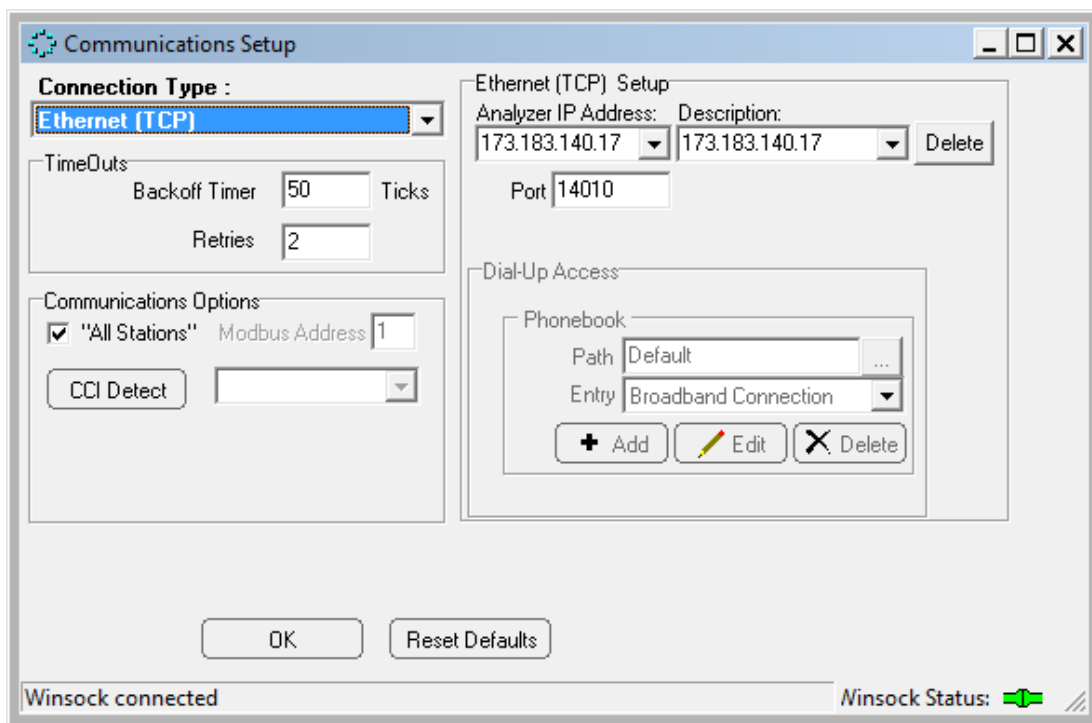 Communications Setup
Connection Type :
Ethernet (TCP)
TimeOuts
Backoff Timer 50 Ticks
Retries 2
Communications Options
"All Stations" Modbus Address 1
CCI Detect
Ethernet (TCP) Setup
Analyzer IP Address: Description:
173.183.140.17 173.183.140.17 Delete
Port 14010
Dial-Up Access
Phonebook
Path Default ...
Entry Broadband Connection
Add Edit Delete
OK Reset Defaults
Winsock connected Winsock Status: